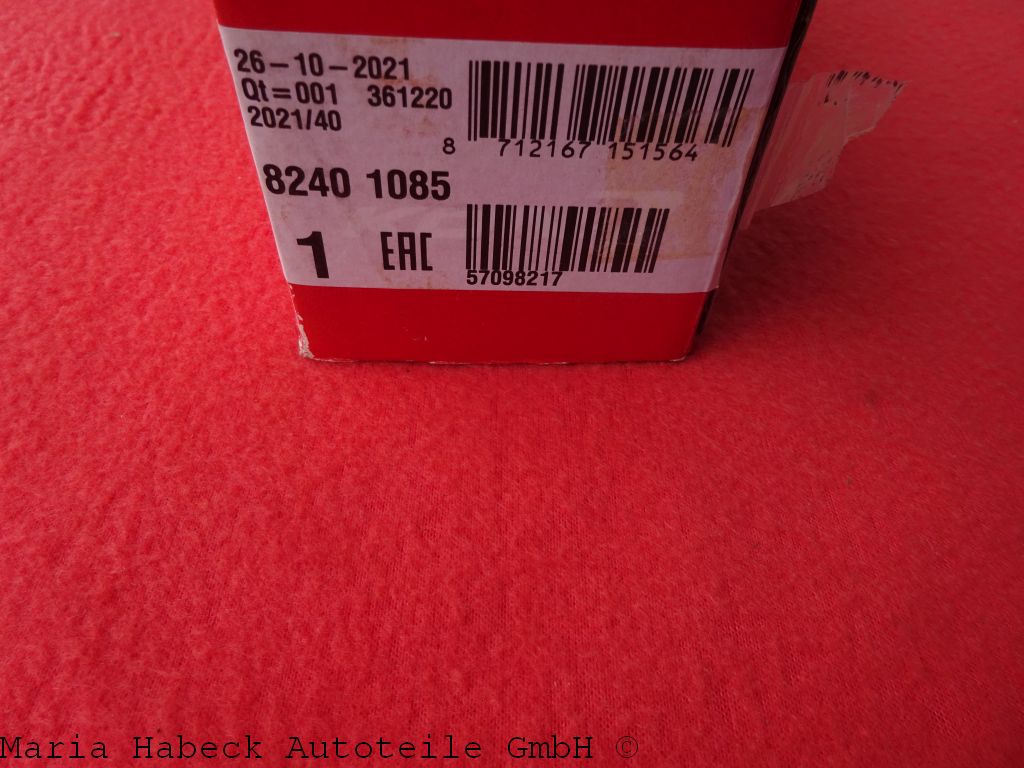 26-10-2021
Qt=001 361220
2021/40
8 712167 151564
8240 1085
1 EAC
57098217
Maria Habeck Autoteile GmbH ©